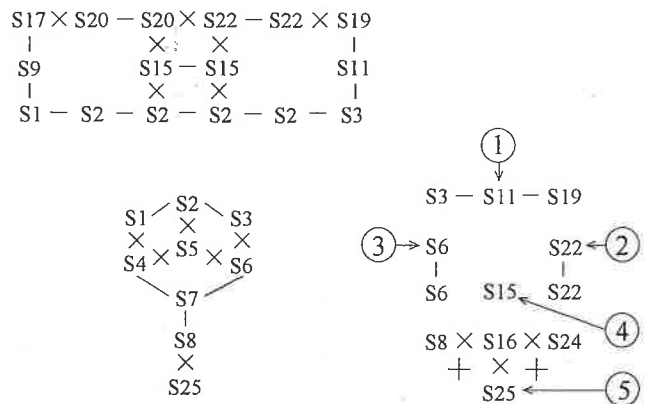 S17 × S20 — S20 × S22 — S22 × S19
| × × |
S9 S15 — S15 S11
| × × |
S1 — S2 — S2 — S2 — S2 — S3
①
S3 — S11 — S19
S2
S1 S3
× × ×
S5
S4 × × S6
③ S6 S22 ②
| |
S6 S15 S22
S7
|
S8
×
S25
④
S8 × S16 × S24
+ × +
S25 ⑤